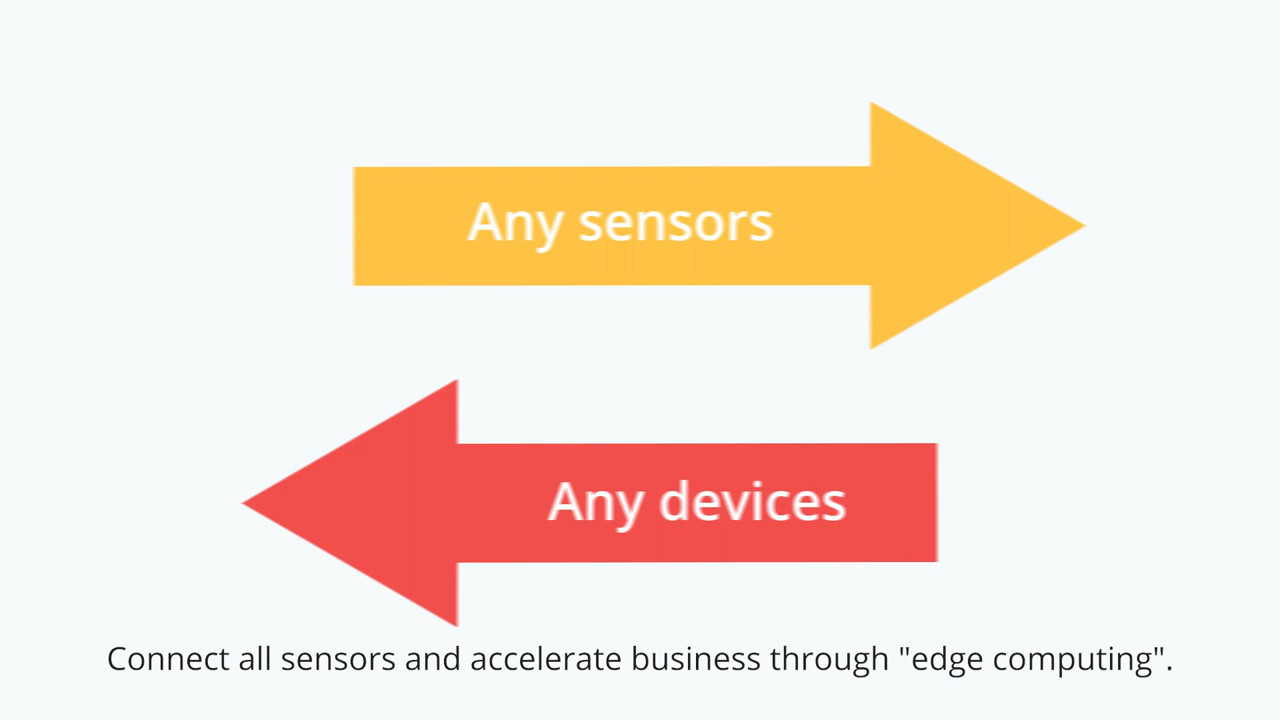 Any sensors
Any devices
Connect all sensors and accelerate business through "edge computing".